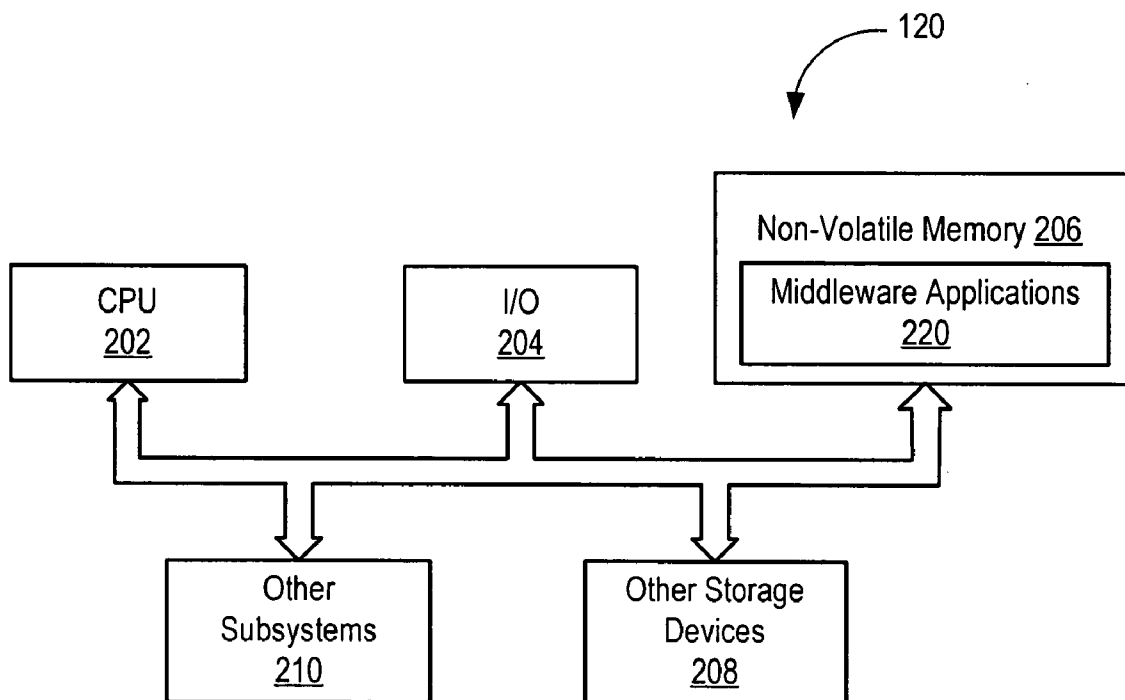 120
Non-Volatile Memory 206
Middleware Applications
220
CPU
202
I/O
204
Other
Subsystems
210
Other Storage
Devices
208